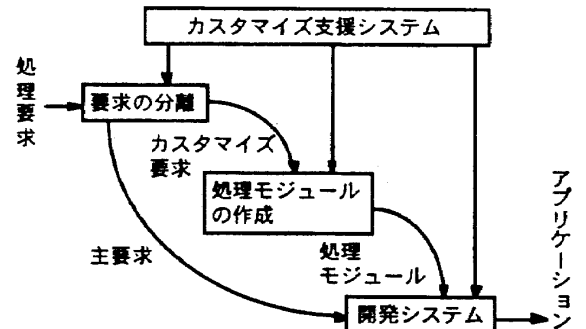 カスタマイズ支援システム
処理要求
要求の分離
カスタマイズ
要求
処理モジュール
の作成
主要求
処理
モジュール
開発システム
アプリケーション